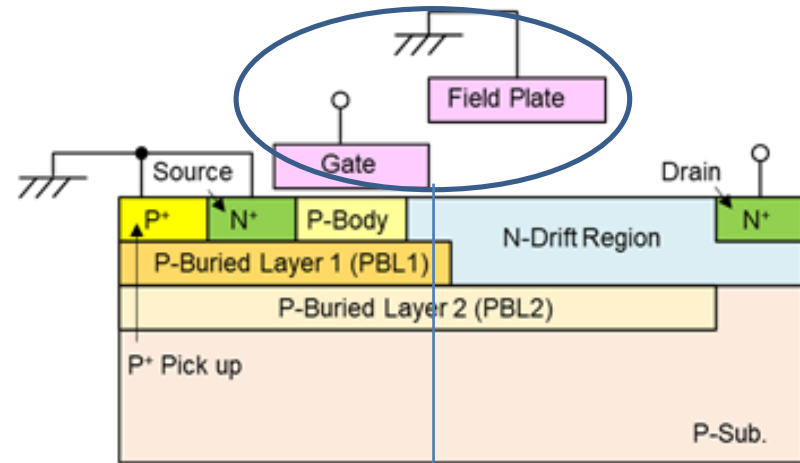 Field Plate
Gate
Source
Drain
P⁺
N⁺
P-Body
N-Drift Region
N⁺
P-Buried Layer 1 (PBL1)
P-Buried Layer 2 (PBL2)
P⁺ Pick up
P-Sub.